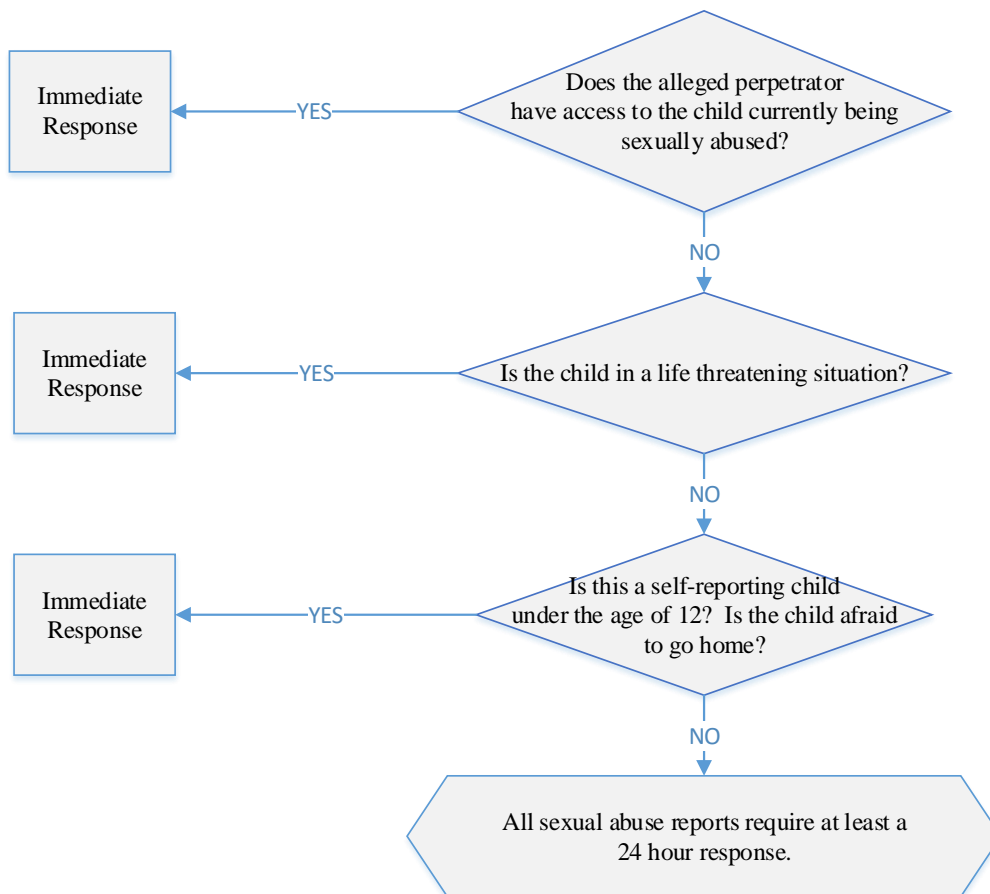 Does the alleged perpetrator
have access to the child currently being
sexually abused?
YES
Immediate
Response
NO
Is the child in a life threatening situation?
YES
Immediate
Response
NO
Is this a self-reporting child
under the age of 12?  Is the child afraid
to go home?
YES
Immediate
Response
NO
All sexual abuse reports require at least a
24 hour response.